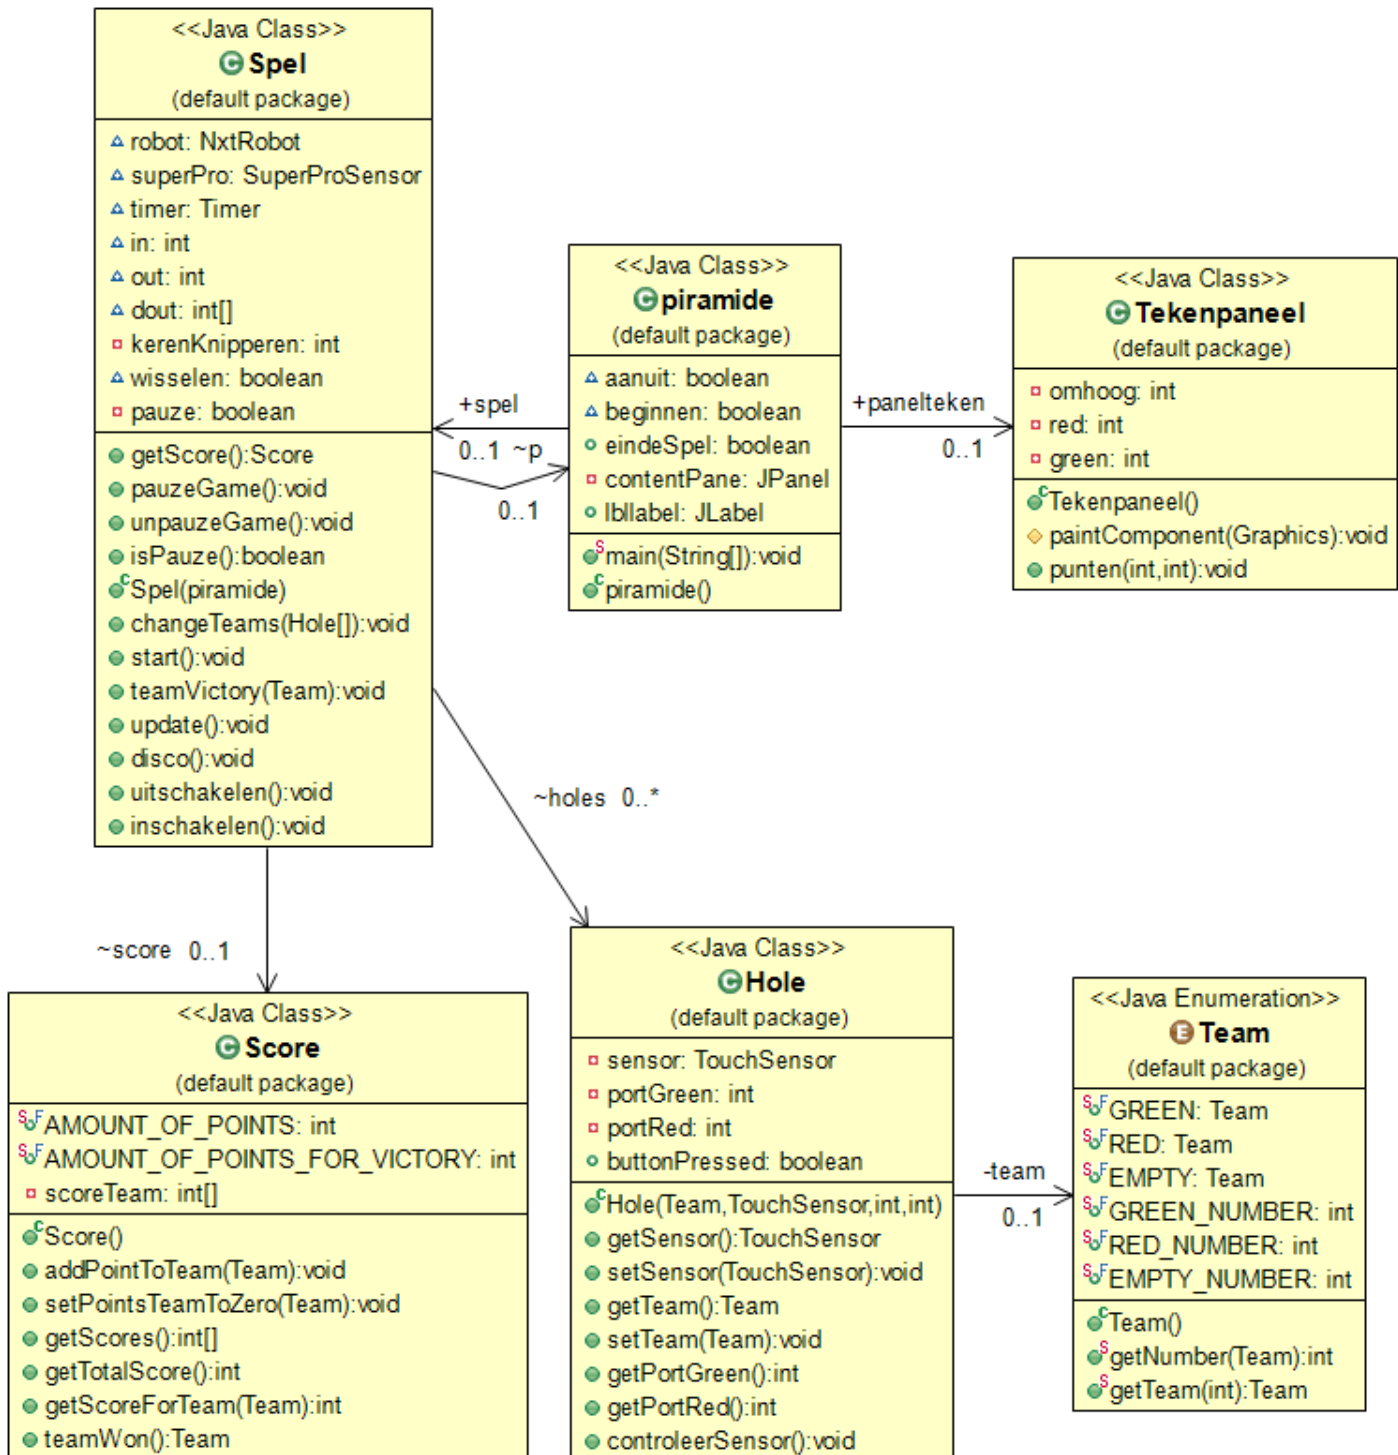 <<Java Class>>
Spel
(default package)
robot: NxtRobot
superPro: SuperProSensor
timer: Timer
in: int
out: int
dout: int[]
kerenKnipperen: int
wisselen: boolean
pauze: boolean
getScore():Score
pauzeGame():void
unpauzeGame():void
isPauze():boolean
Spel(piramide)
changeTeams(Hole[]):void
start():void
teamVictory(Team):void
update():void
disco():void
uitschakelen():void
inschakelen():void
+spel
0..1 ~p
0..1
<<Java Class>>
piramide
(default package)
aanuit: boolean
beginnen: boolean
eindeSpel: boolean
contentPane: JPanel
lbllabel: JLabel
main(String[]):void
piramide()
+panelteken
0..1
<<Java Class>>
Tekenpaneel
(default package)
omhoog: int
red: int
green: int
Tekenpaneel()
paintComponent(Graphics):void
punten(int,int):void
~holes 0..*
~score 0..1
<<Java Class>>
Score
(default package)
AMOUNT_OF_POINTS: int
AMOUNT_OF_POINTS_FOR_VICTORY: int
scoreTeam: int[]
Score()
addPointToTeam(Team):void
setPointsTeamToZero(Team):void
getScores():int[]
getTotalScore():int
getScoreForTeam(Team):int
teamWon():Team
<<Java Class>>
Hole
(default package)
sensor: TouchSensor
portGreen: int
portRed: int
buttonPressed: boolean
Hole(Team,TouchSensor,int,int)
getSensor():TouchSensor
setSensor(TouchSensor):void
getTeam():Team
setTeam(Team):void
getPortGreen():int
getPortRed():int
controleerSensor():void
-team
0..1
<<Java Enumeration>>
Team
(default package)
GREEN: Team
RED: Team
EMPTY: Team
GREEN_NUMBER: int
RED_NUMBER: int
EMPTY_NUMBER: int
Team()
getNumber(Team):int
getTeam(int):Team